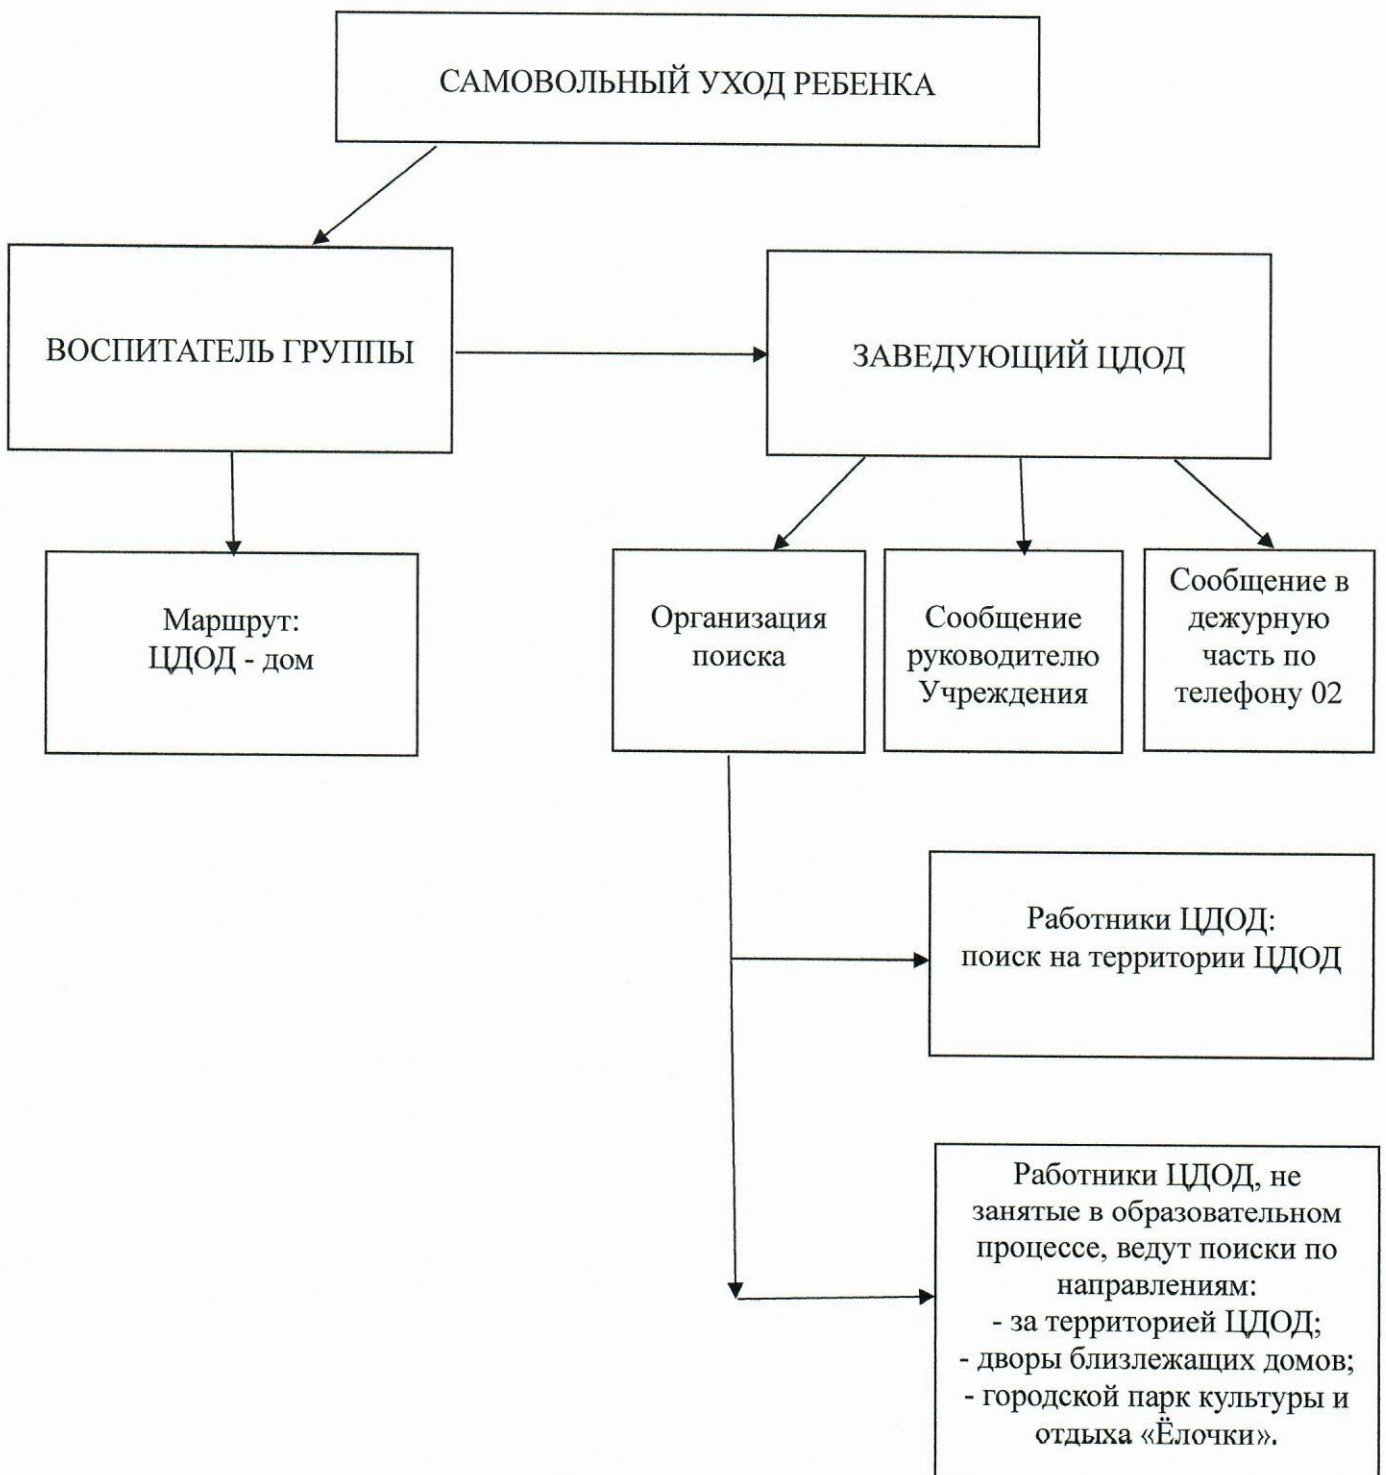 САМОВОЛЬНЫЙ УХОД РЕБЕНКА
ВОСПИТАТЕЛЬ ГРУППЫ
ЗАВЕДУЮЩИЙ ЦДОД
Маршрут:
ЦДОД - дом
Организация
поиска
Сообщение
руководителю
Учреждения
Сообщение в
дежурную
часть по
телефону 02
Работники ЦДОД:
поиск на территории ЦДОД
Работники ЦДОД, не
занятые в образовательном
процессе, ведут поиски по
направлениям:
- за территорией ЦДОД;
- дворы близлежащих домов;
- городской парк культуры и
отдыха «Ёлочки».